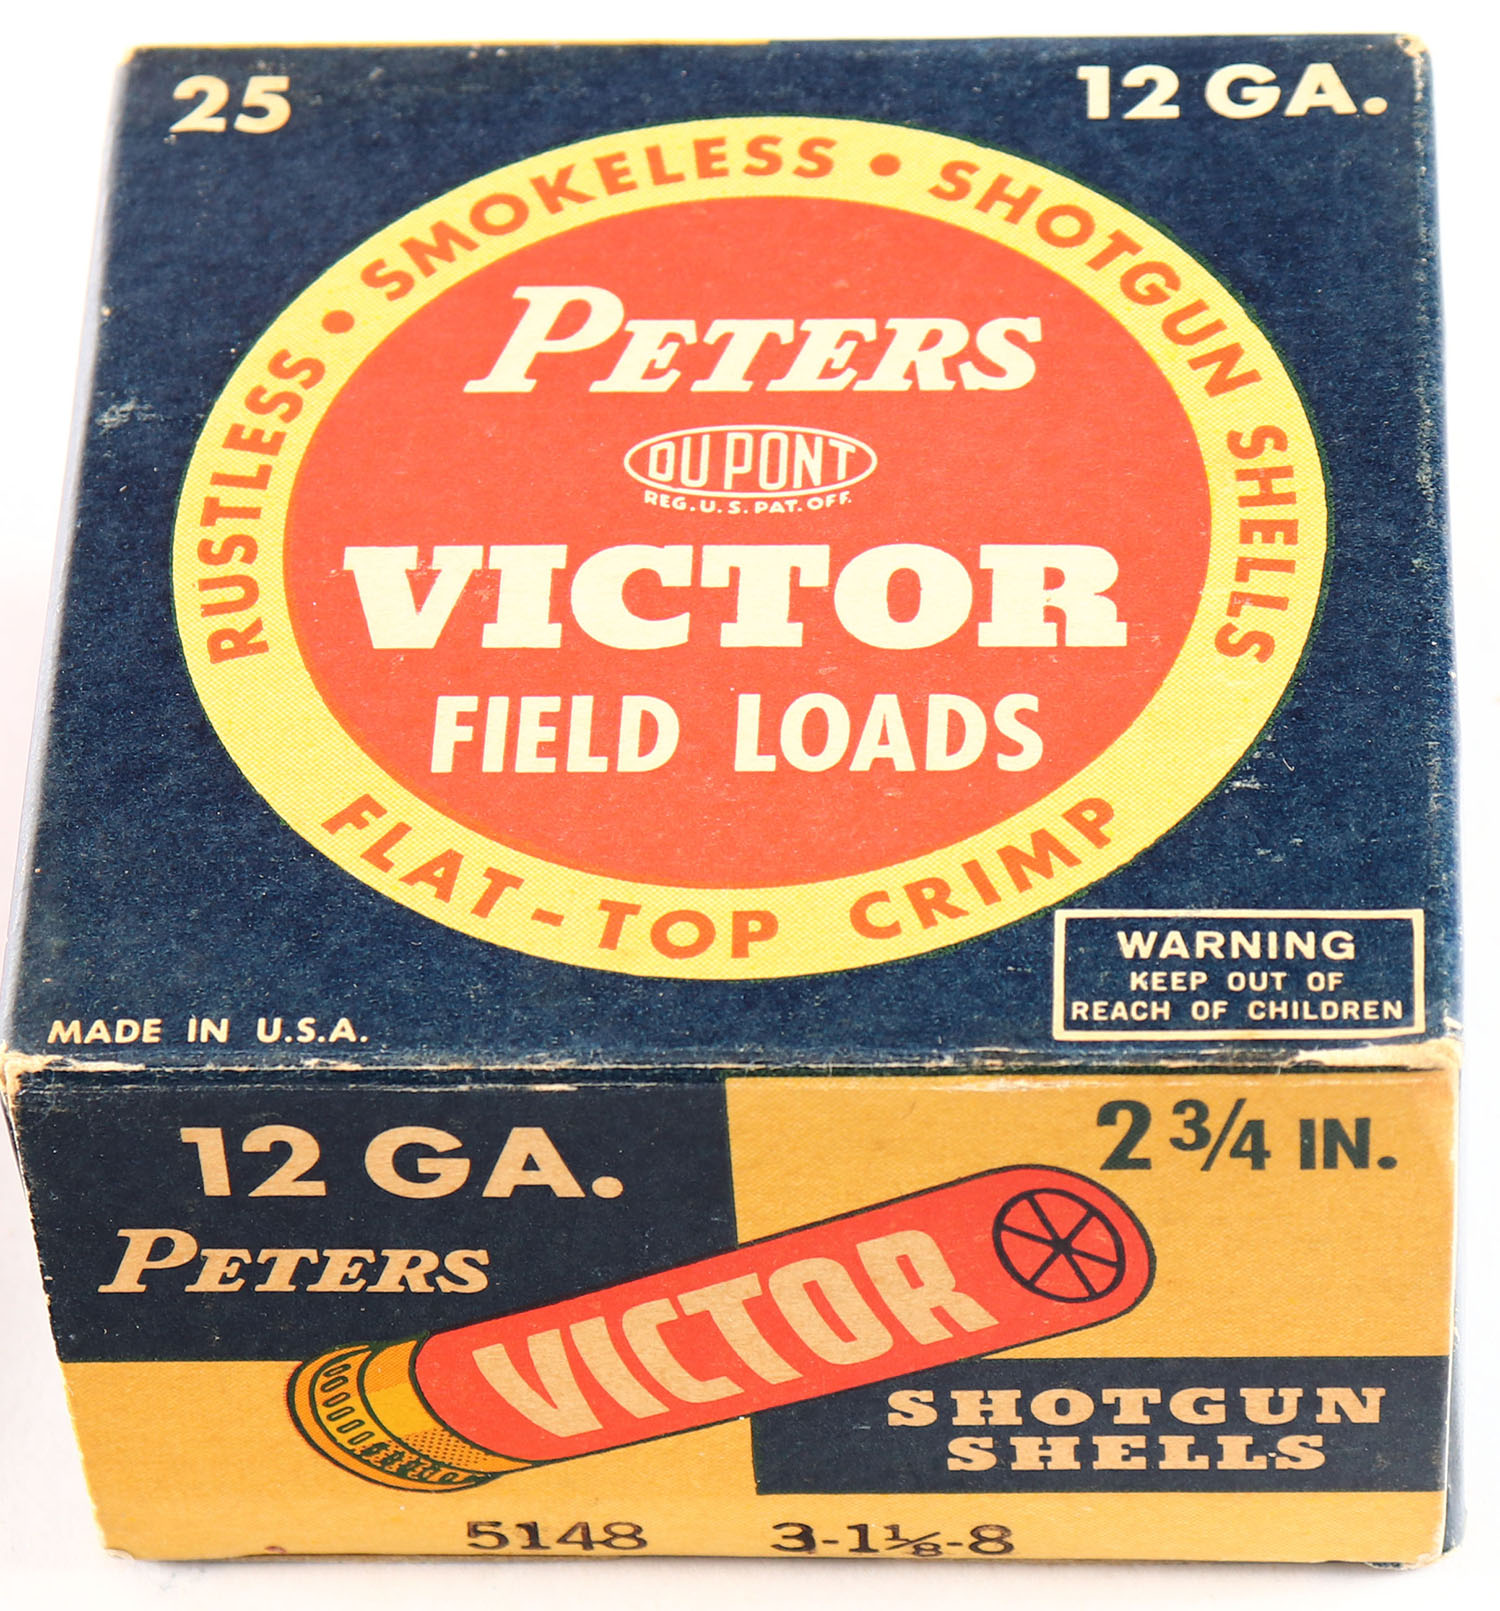 25
12 GA.
RUSTLESS • SMOKELESS • SHOTGUN SHELLS
PETERS
DU PONT
REG. U. S. PAT. OFF.
VICTOR
FIELD LOADS
FLAT-TOP CRIMP
WARNING
KEEP OUT OF
REACH OF CHILDREN
MADE IN U.S.A.
12 GA.
2 3/4 IN.
PETERS
VICTOR
SHOTGUN
SHELLS
5148 3-1⅛-8